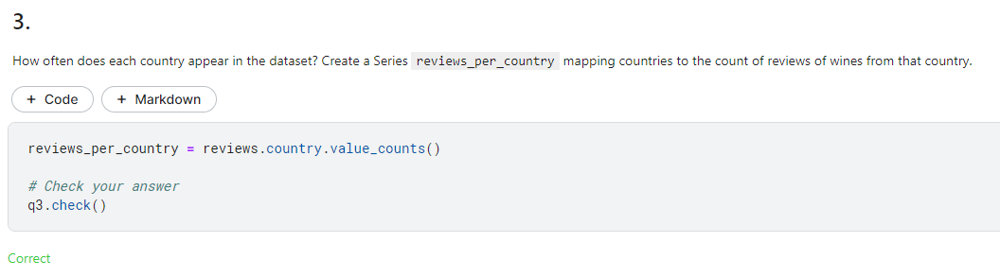 3.
How often does each country appear in the dataset? Create a Series reviews_per_country mapping countries to the count of reviews of wines from that country.
+ Code + Markdown
reviews_per_country = reviews.country.value_counts()
# Check your answer
q3.check()
Correct